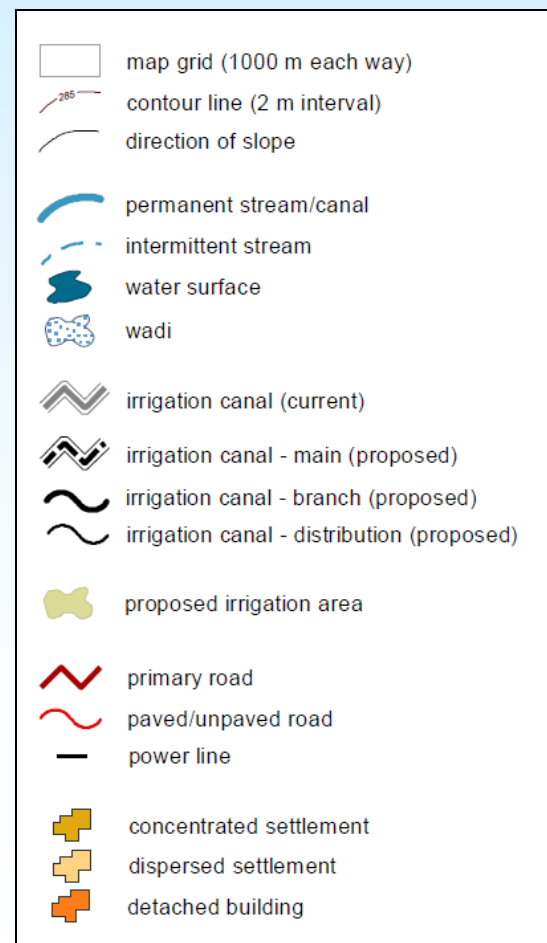 map grid (1000 m each way)
285
contour line (2 m interval)
direction of slope
permanent stream/canal
intermittent stream
water surface
wadi
irrigation canal (current)
irrigation canal - main (proposed)
irrigation canal - branch (proposed)
irrigation canal - distribution (proposed)
proposed irrigation area
primary road
paved/unpaved road
power line
concentrated settlement
dispersed settlement
detached building